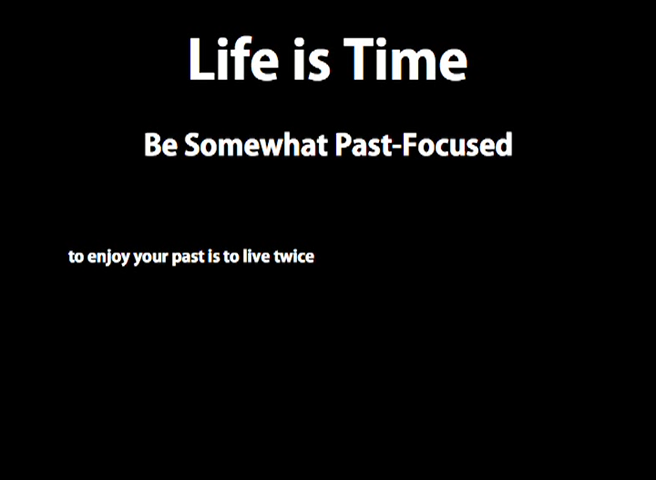 Life is Time
Be Somewhat Past-Focused
to enjoy your past is to live twice